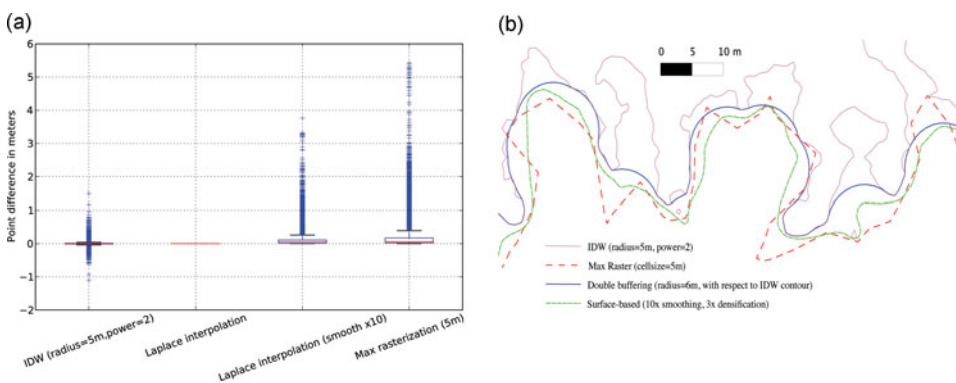 (a)
6
5
4
3
2
1
0
−1
−2
Point difference in meters
IDW (radius=5m,power=2)
Laplace interpolation
Laplace interpolation (smooth x10)
Max rasterization (5m)
(b)
0 5 10 m
IDW (radius=5m, power=2)
Max Raster (cellsize=5m)
Double buffering (radius=6m, with respect to IDW contour)
Surface-based (10x smoothing, 3x densification)